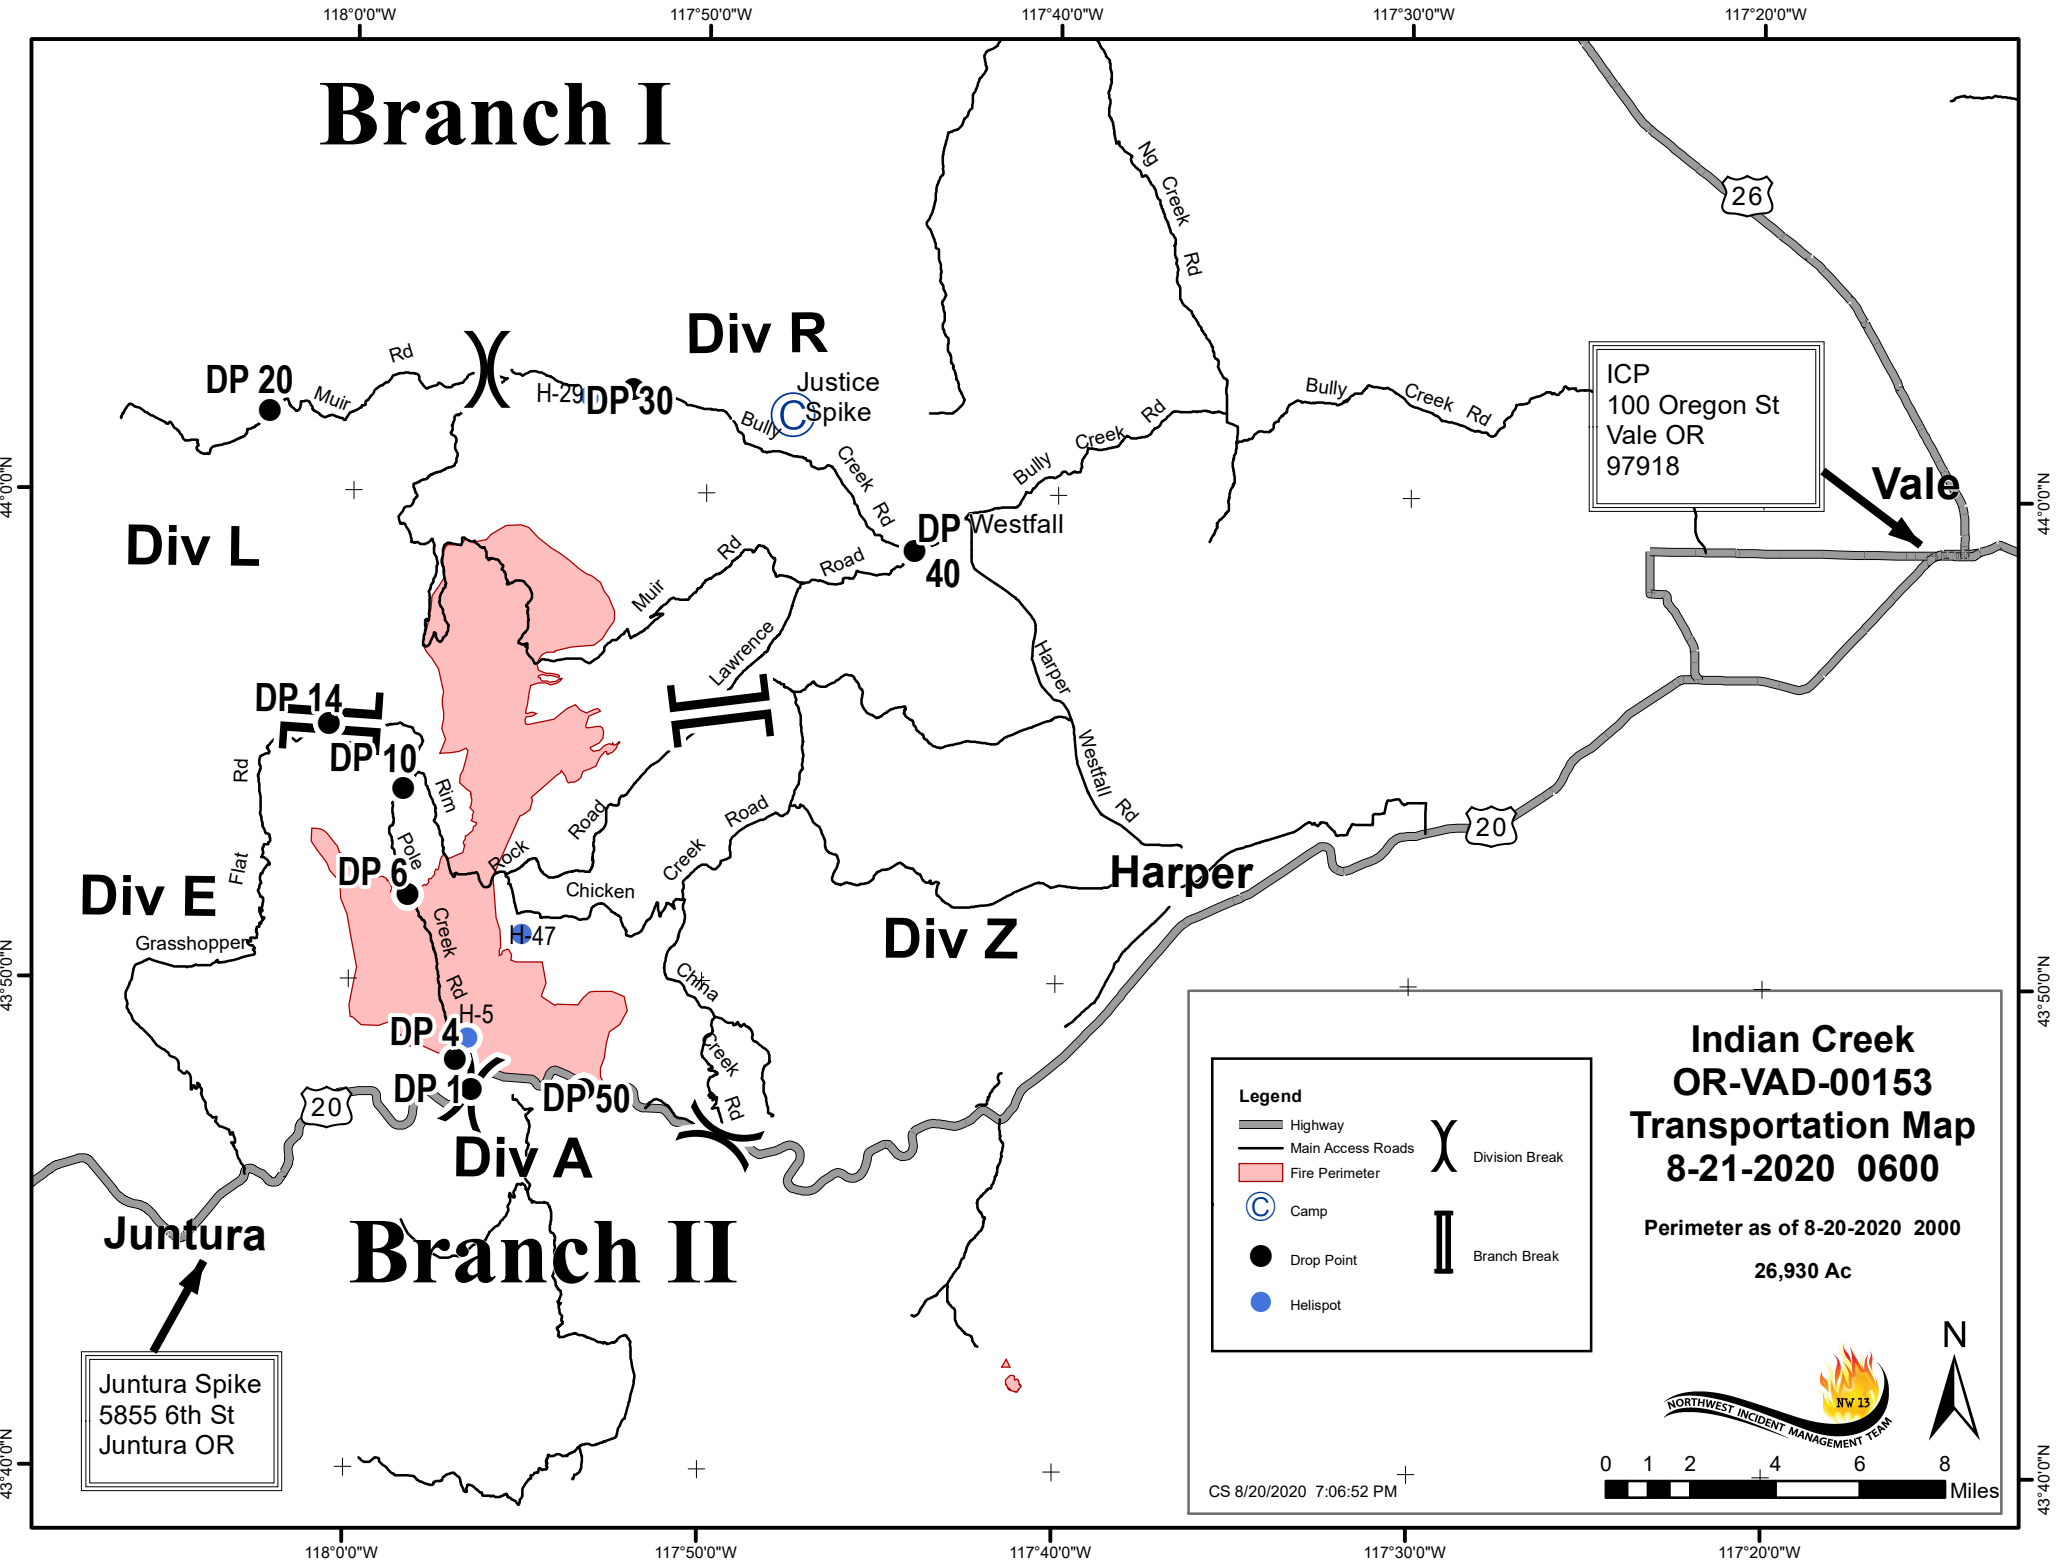 118°0'0"W
117°50'0"W
117°40'0"W
117°30'0"W
117°20'0"W
Branch I
Ng
Creek
Rd
26
Div R
DP 20
Muir
Rd
H-29
DP 30
Justice
Spike
Bully
Creek
Rd
Bully
Creek
Rd
Bully
Creek
Rd
ICP
100 Oregon St
Vale OR
97918
Vale
44°0'0"N
44°0'0"N
Div L
DP
40
Westfall
Muir
Rd
Road
Lawrence
Harper
Westfall
Rd
DP 14
DP 10
Rd
Flat
Grasshopper
Rim
Rock
Road
Pole
Creek
Rd
DP 6
Div E
Chicken
Creek
Road
H-47
Div Z
Harper
20
43°50'0"N
43°50'0"N
China
Creek
Rd
H-5
DP 4
DP 1
DP 50
20
Div A
Branch II
Juntura
Juntura Spike
5855 6th St
Juntura OR
Legend
Highway
Main Access Roads
Fire Perimeter
Camp
Drop Point
Helispot
Division Break
Branch Break
Indian Creek
OR-VAD-00153
Transportation Map
8-21-2020 0600
Perimeter as of 8-20-2020 2000
26,930 Ac
N
NW 13
NORTHWEST INCIDENT MANAGEMENT TEAM
0 1 2 4 6 8
Miles
CS 8/20/2020 7:06:52 PM
43°40'0"N
43°40'0"N
118°0'0"W
117°50'0"W
117°40'0"W
117°30'0"W
117°20'0"W